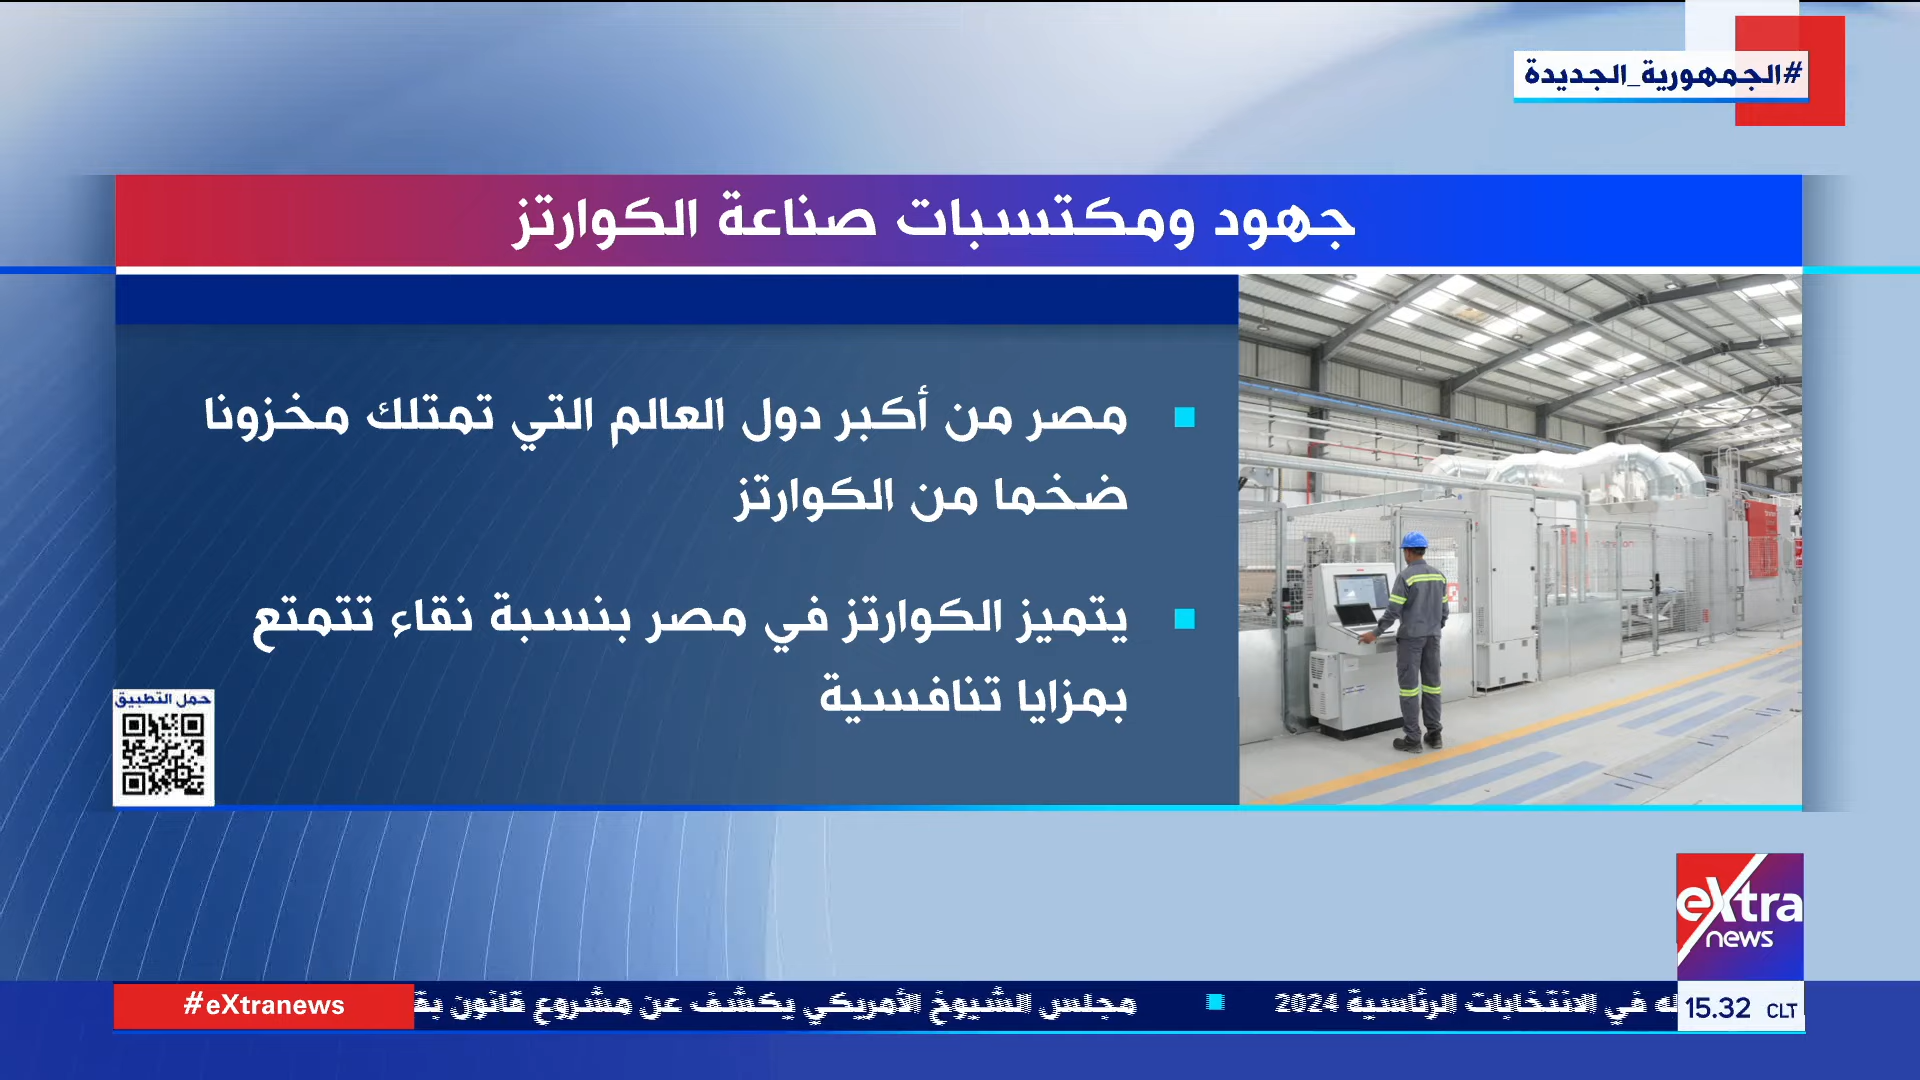 #الجمهورية_الجديدة
جهود ومكتسبات صناعة الكوارتز
مصر من أكبر دول العالم التي تمتلك مخزونا
ضخما من الكوارتز
يتميز الكوارتز في مصر بنسبة نقاء تتمتع
بمزايا تنافسية
حمل التطبيق
eXtra
news
له في الانتخابات الرئاسية 2024 مجلس الشيوخ الأمريكي يكشف عن مشروع قانون بق
#eXtranews
15.32 CLT